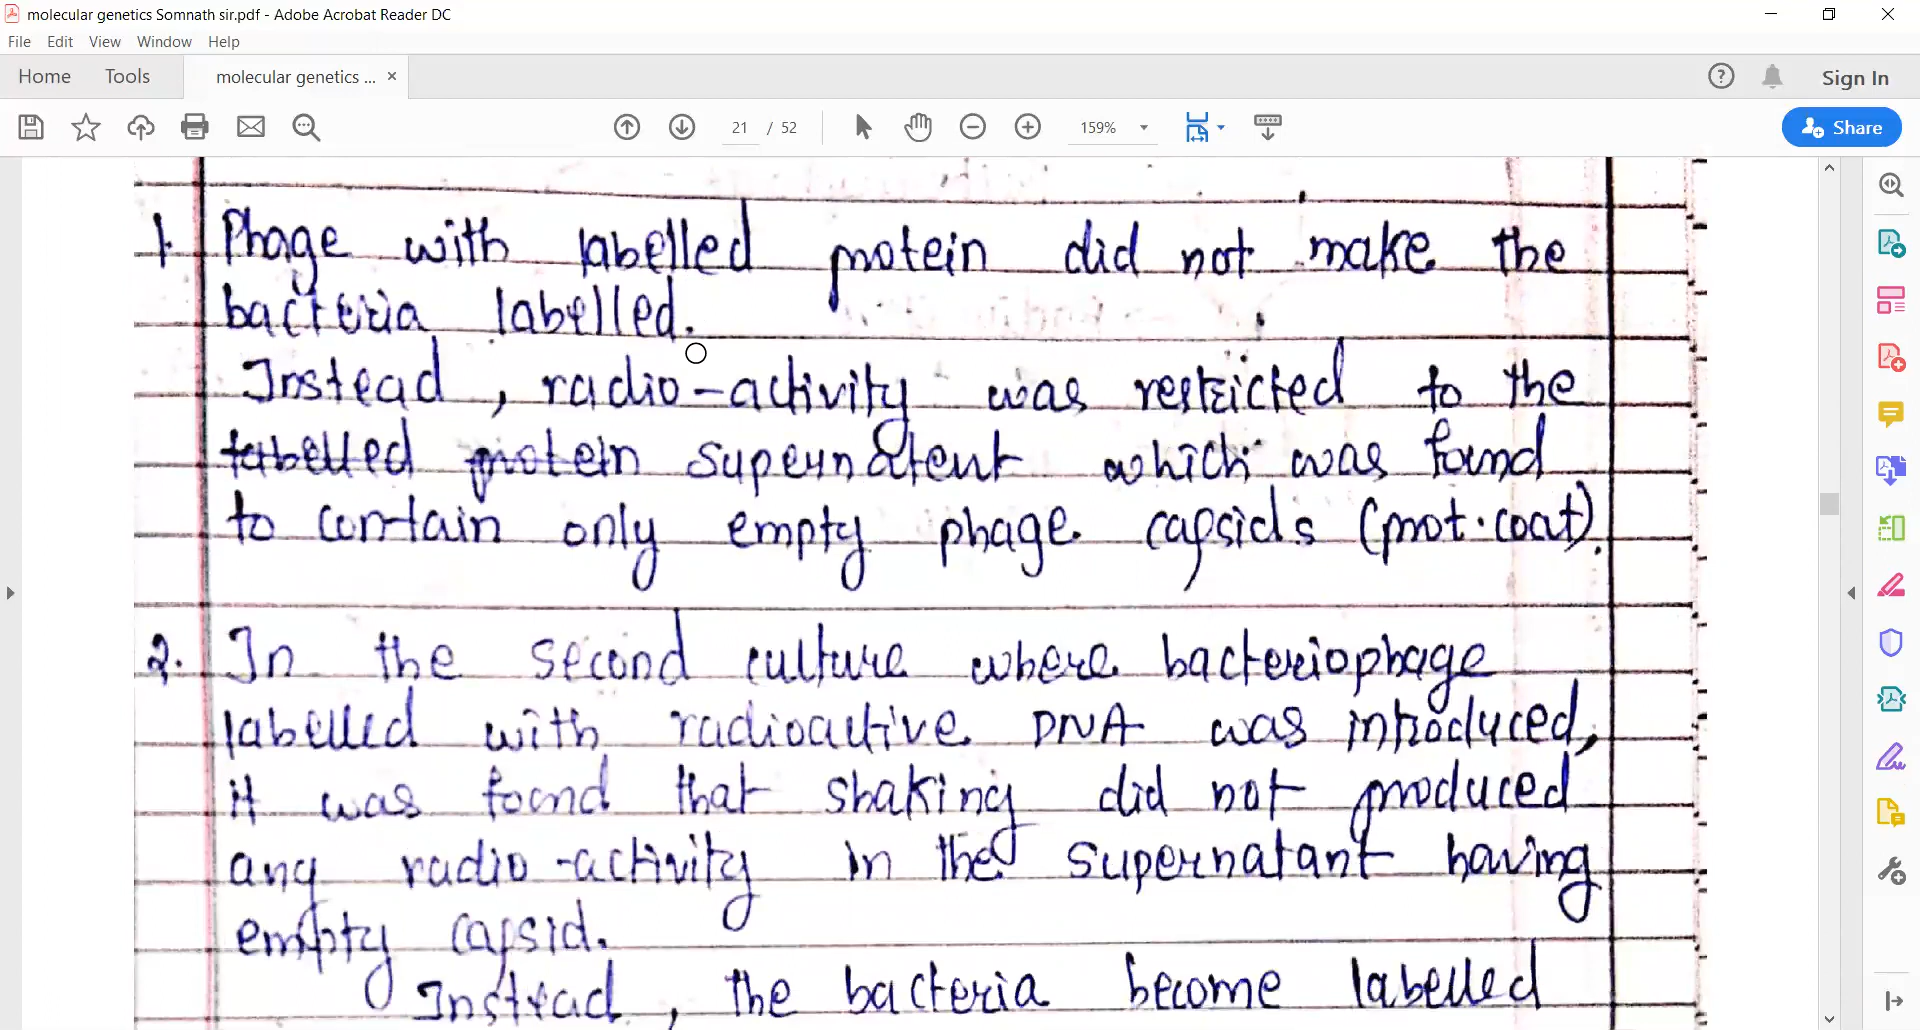 molecular genetics Somnath sir.pdf - Adobe Acrobat Reader DC
File Edit View Window Help
Home Tools molecular genetics ... × Sign In
21 / 52 159% Share
1. Phage with labelled protein did not make the
bacteria labelled.
Instead, radio-activity was restricted to the
labelled protein supernatent which was found
to contain only empty phage capsids (prot. coat).
2. In the second culture where bacteriophage
labelled with radioactive DNA was introduced,
it was found that shaking did not produced
any radio-activity in the supernatant having
empty capsid.
Instead, the bacteria become labelled